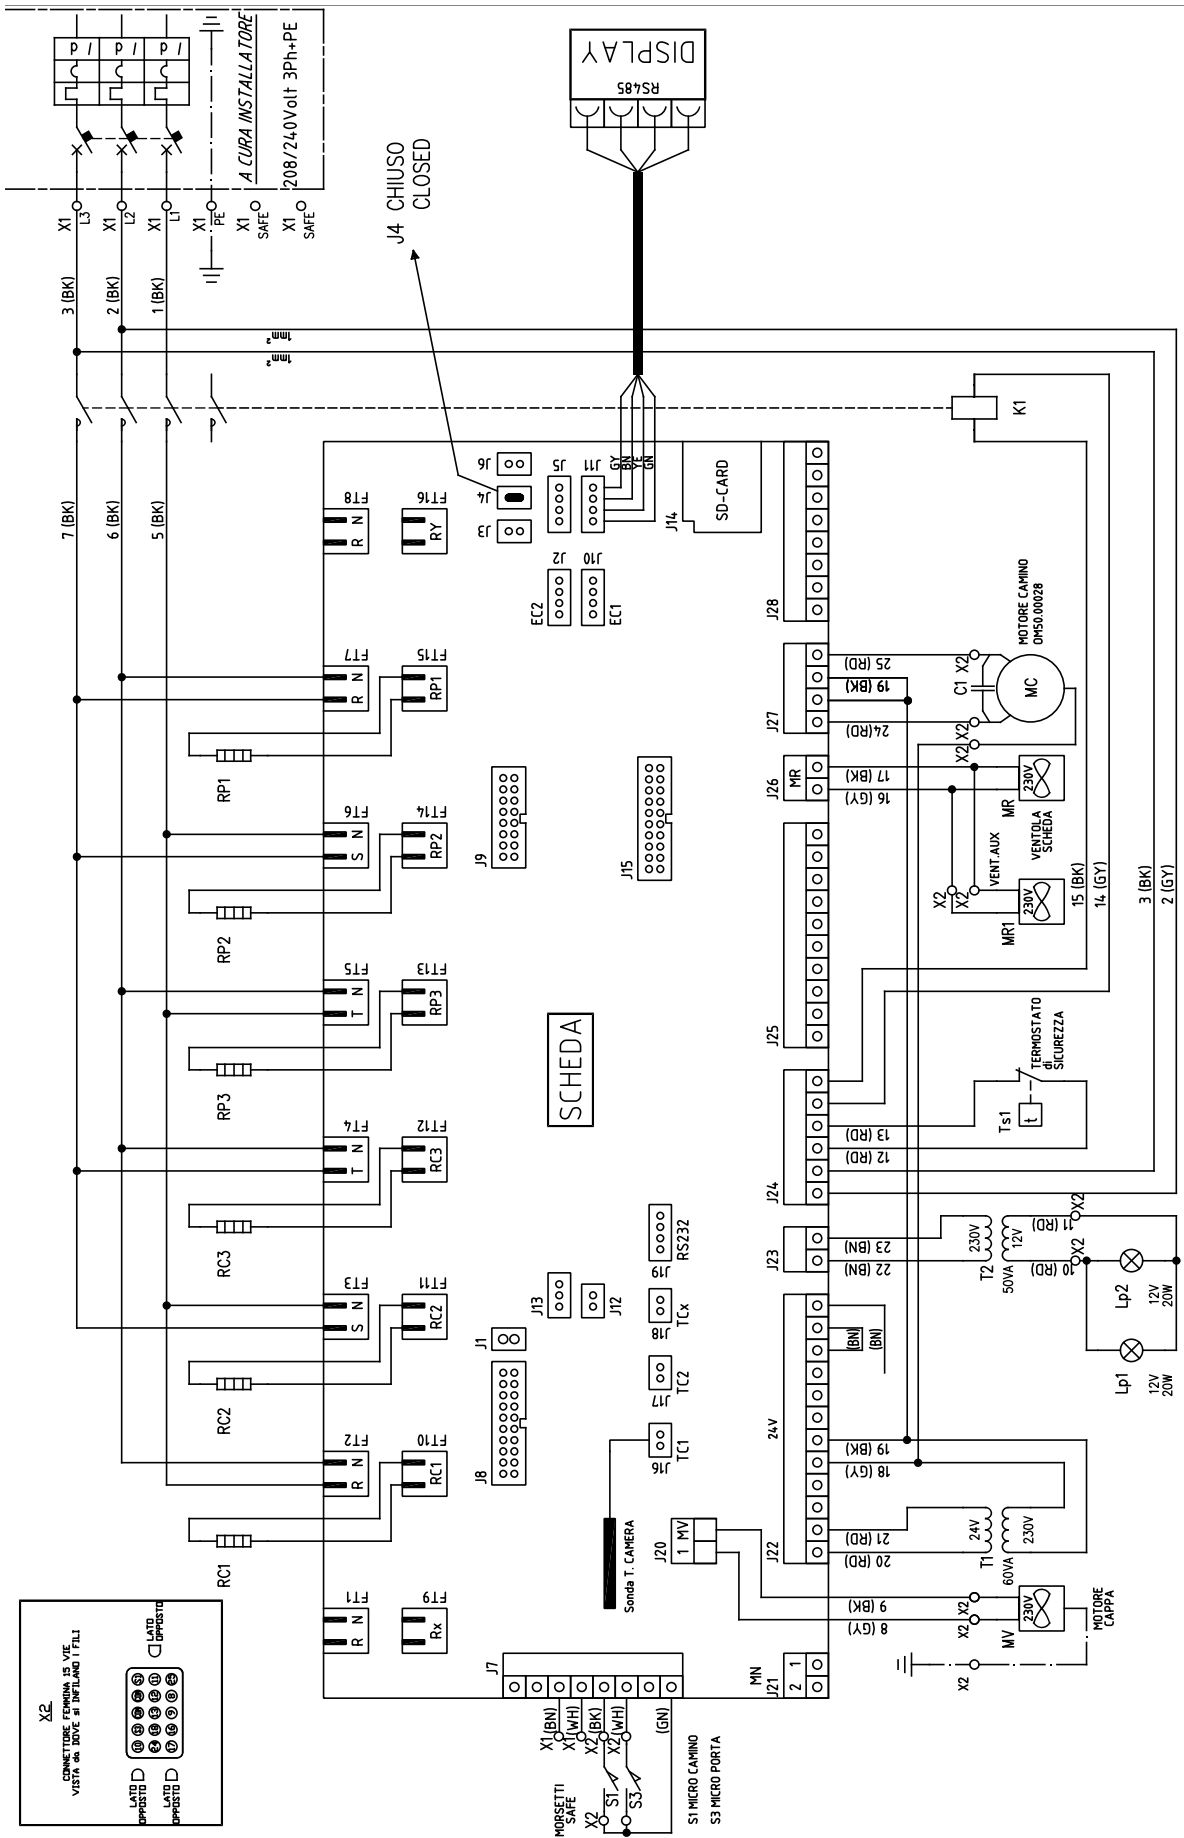 A CURA INSTALLATORE
208/240Volt 3Ph+PE
I d
I d
I d
X1
L3
X1
L2
X1
L1
X1
PE
X1
SAFE
X1
SAFE
3 (BK)
2 (BK)
1 (BK)
1mm²
1mm²
7 (BK)
6 (BK)
5 (BK)
DISPLAY
RS485
J4 CHIUSO
CLOSED
K1
GY
BN
YE
GN
J6
J4
J3
J5
J11
J2
J10
EC2
EC1
J14
SD-CARD
FT8
R N
FT16
RY
FT7
R N
FT15
RP1
RP1
FT6
S N
FT14
RP2
RP2
FT5
T N
FT13
RP3
RP3
FT4
T N
FT12
RC3
RC3
FT3
S N
FT11
RC2
RC2
FT2
R N
FT10
RC1
RC1
FT1
R N
FT9
Rx
J9
J15
SCHEDA
J13
J12
J1
J8
J19
RS232
J18
TCx
J17
TC2
J16
TC1
Sonda T. CAMERA
J20
1 MV
J7
MN
J21
2 1
J22
24V
J23
J24
J25
J26
MR
J27
J28
25 (RD)
19 (BK)
24(RD)
17 (BK)
16 (GY)
X2
C1
X2
X2
MC
MOTORE CAMINO
0M50.00028
230V
MR
VENTOLA
SCHEDA
VENT.AUX
X2
X2
230V
MR1
15 (BK)
14 (GY)
3 (BK)
2 (GY)
13 (RD)
12 (RD)
Ts1
t
TERMOSTATO
di
SICUREZZA
23 (BN)
22 (BN)
230V
12V
T2
50VA
11 (RD)
X2
10 (RD)
X2
Lp2
12V
20W
Lp1
12V
20W
(BN)
(BN)
19 (BK)
18 (GY)
21 (RD)
20 (RD)
24V
230V
T1
60VA
9 (BK)
8 (GY)
X2
X2
MV
230V
MOTORE
CAPPA
X2
X1(BN)
X1(WH)
X2(BK)
X2(WH)
(GN)
MORSETTI
SAFE
X2
S1
S3
S1 MICRO CAMINO
S3 MICRO PORTA
X2
CONNETTORE FEMMINA 15 VIE
VISTA da DOVE si INFILANO I FILI
LATO
OPPOSTO
LATO
OPPOSTO
LATO
OPPOSTO